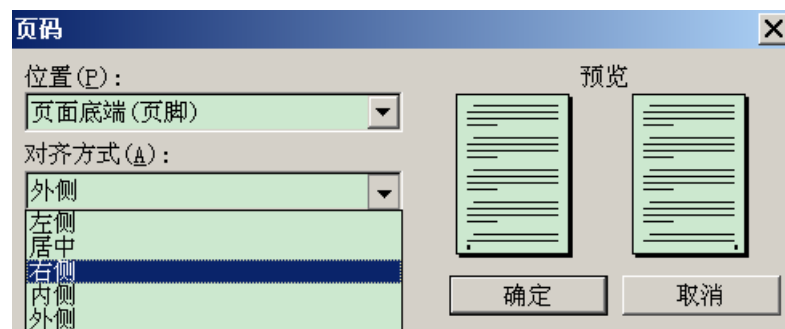 页码
位置(P):
预览
页面底端(页脚)
对齐方式(A):
外侧
左侧
居中
右侧
内侧
外侧
确定
取消